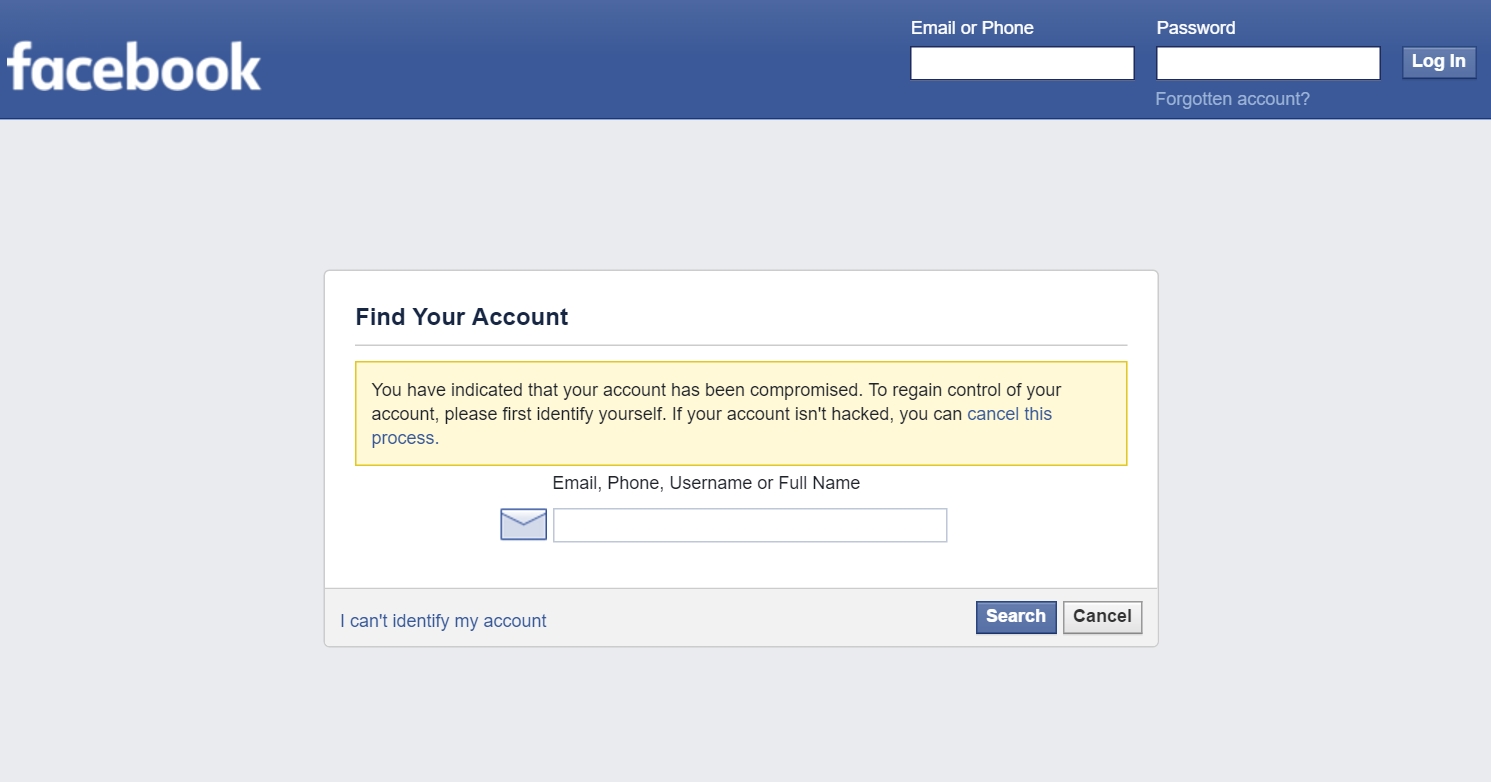 facebook
Email or Phone
Password
Log In
Forgotten account?
Find Your Account
You have indicated that your account has been compromised. To regain control of your
account, please first identify yourself. If your account isn't hacked, you can cancel this
process.
Email, Phone, Username or Full Name
I can't identify my account
Search
Cancel